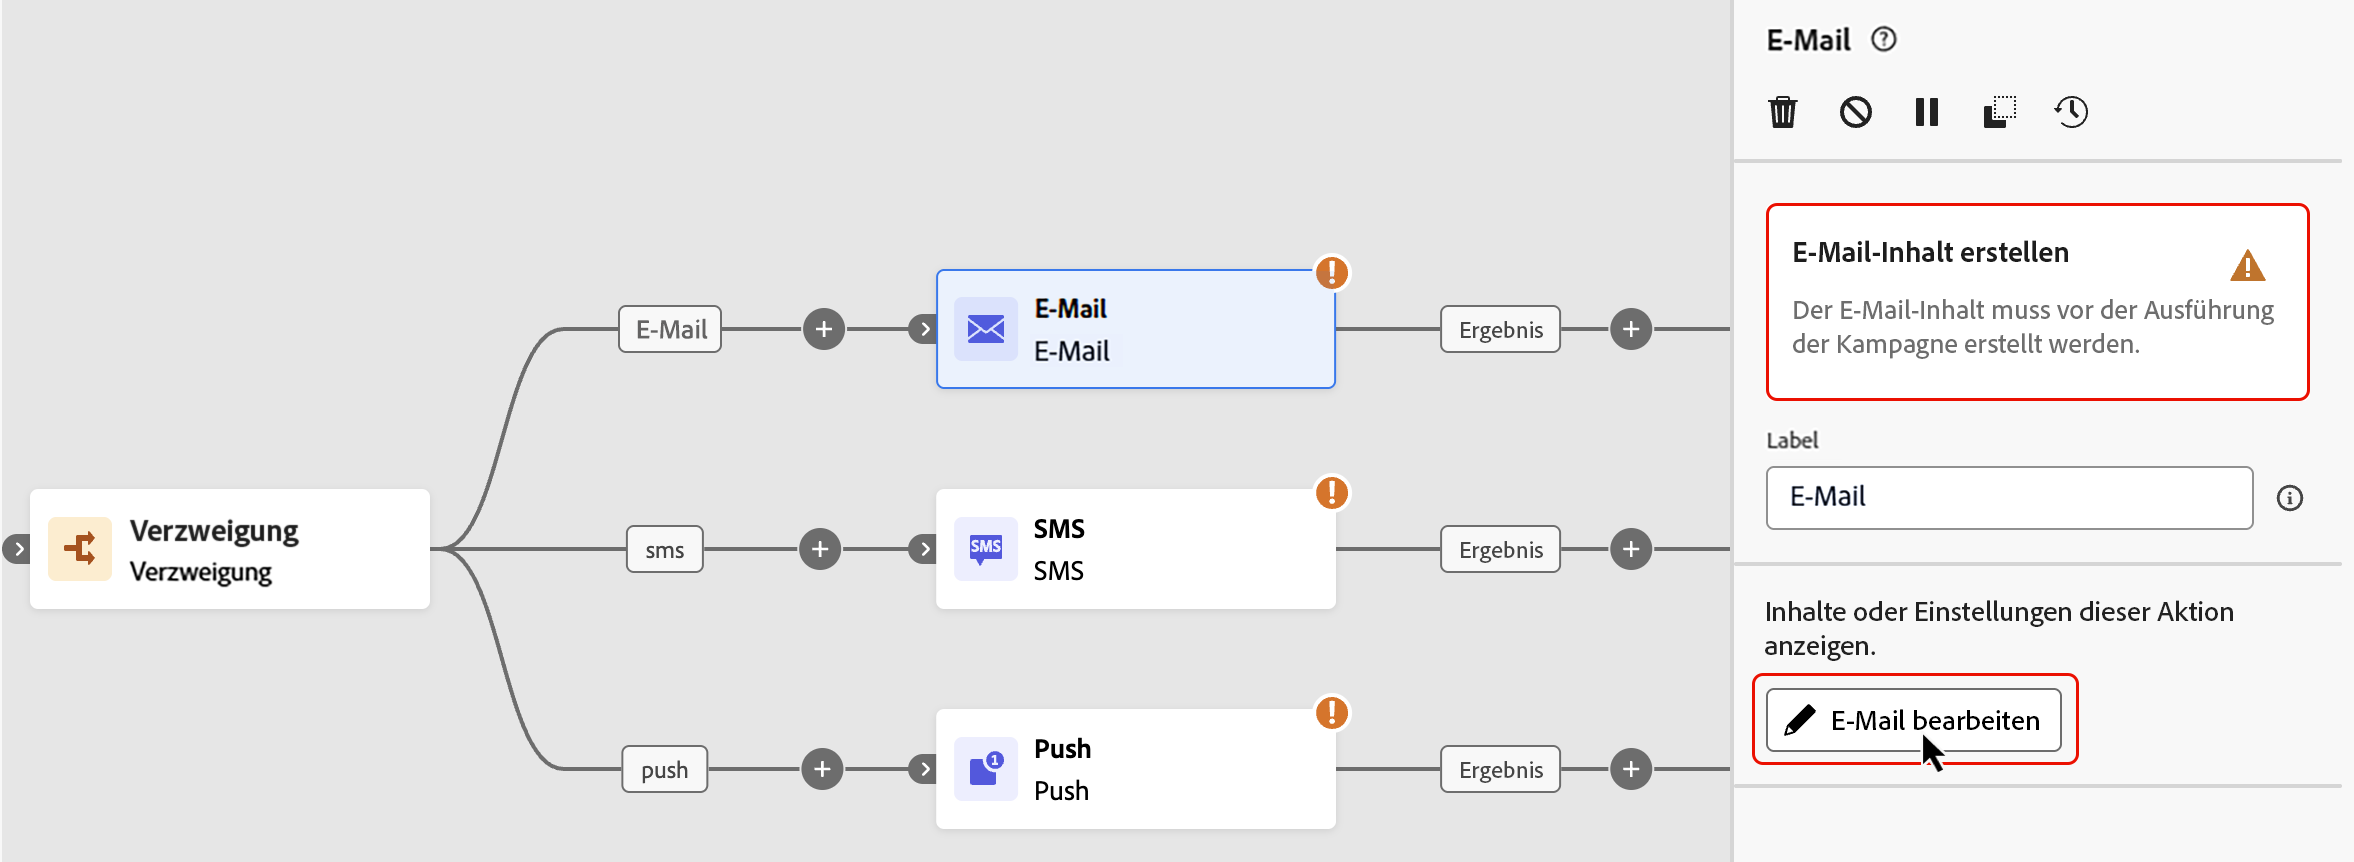 E-Mail
E-Mail-Inhalt erstellen
Der E-Mail-Inhalt muss vor der Ausführung
der Kampagne erstellt werden.
Label
E-Mail
Inhalte oder Einstellungen dieser Aktion
anzeigen.
E-Mail bearbeiten
Verzweigung
Verzweigung
E-Mail
E-Mail
E-Mail
Ergebnis
sms
SMS
SMS
SMS
Ergebnis
push
1
Push
Push
Ergebnis